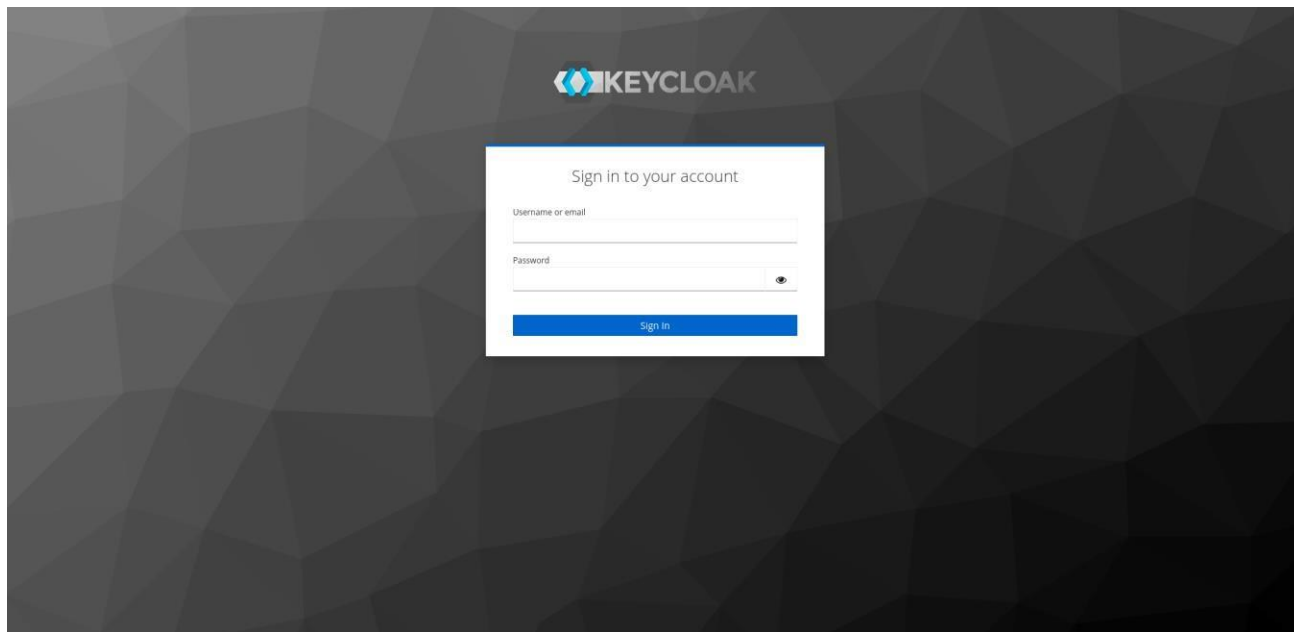 KEYCLOAK
Sign in to your account
Username or email
Password
Sign In